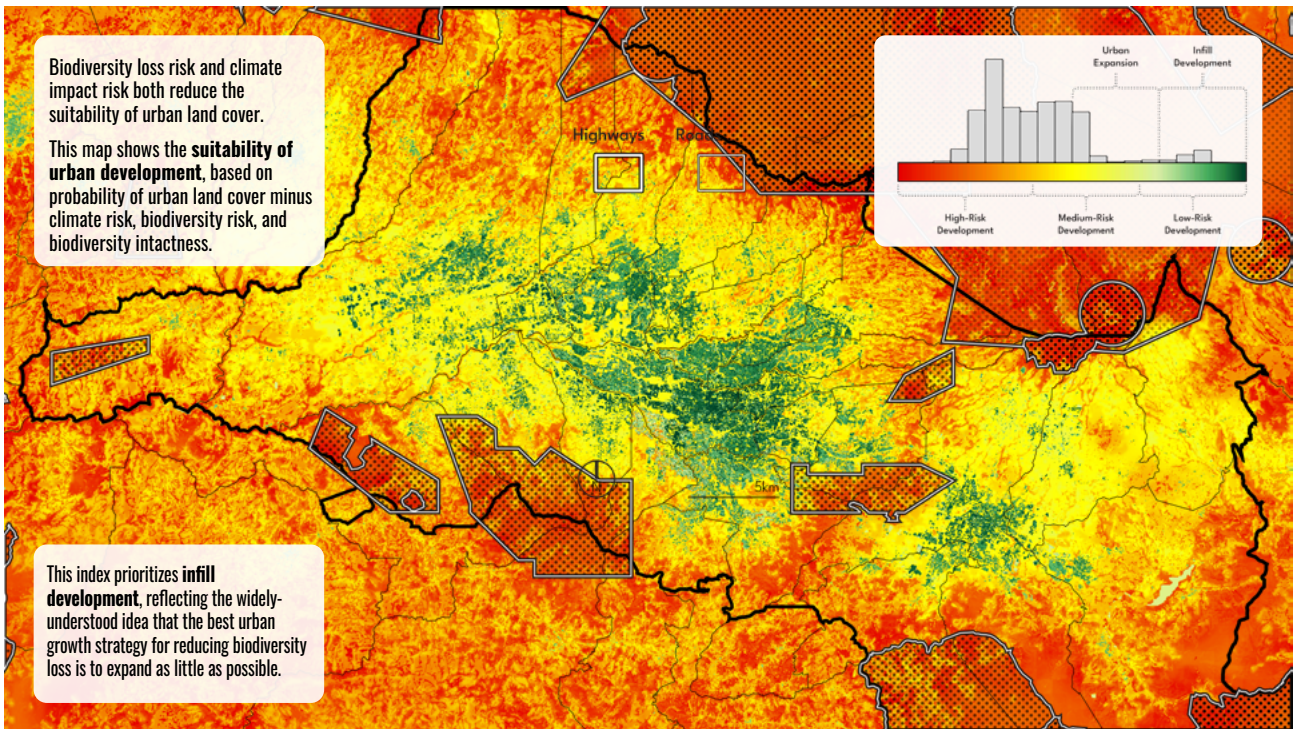 Biodiversity loss risk and climate
impact risk both reduce the
suitability of urban land cover.
This map shows the suitability of
urban development, based on
probability of urban land cover minus
climate risk, biodiversity risk, and
biodiversity intactness.
Urban
Expansion
Infill
Development
High-Risk
Development
Medium-Risk
Development
Low-Risk
Development
Highways
5km
This index prioritizes infill
development, reflecting the widely-
understood idea that the best urban
growth strategy for reducing biodiversity
loss is to expand as little as possible.